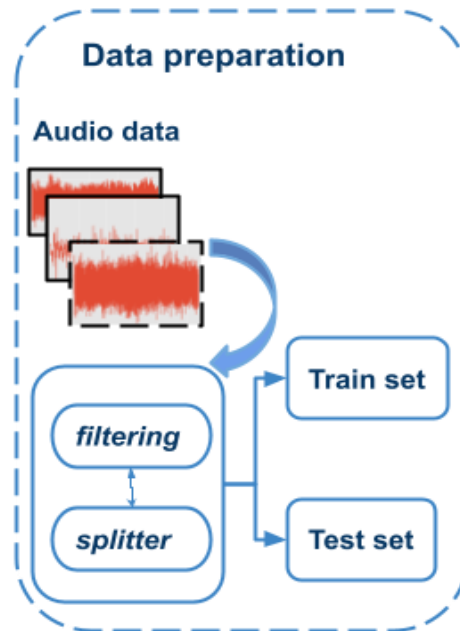 Data preparation
Audio data
filtering
splitter
Train set
Test set